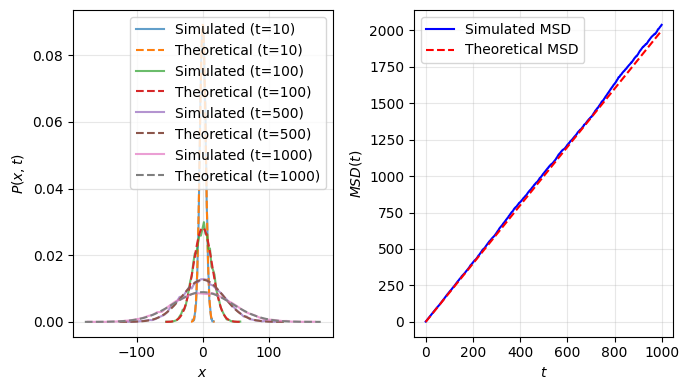 Simulated (t=10)
Theoretical (t=10)
Simulated (t=100)
Theoretical (t=100)
Simulated (t=500)
Theoretical (t=500)
Simulated (t=1000)
Theoretical (t=1000)
P(x, t)
0.08
0.06
0.04
0.02
0.00
−100
0
100
x
Simulated MSD
Theoretical MSD
MSD(t)
2000
1750
1500
1250
1000
750
500
250
0
0
200
400
600
800
1000
t